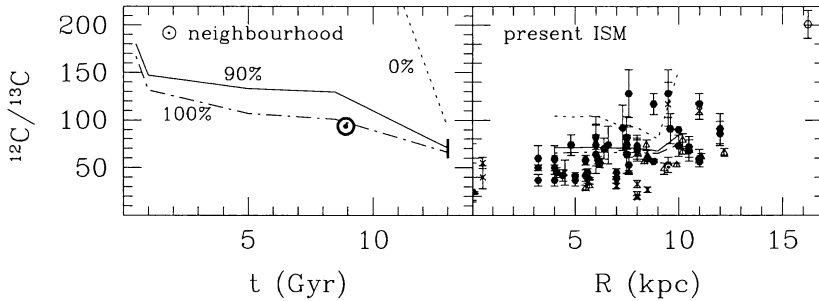 200
150
100
50
0
¹²C/¹³C
⊙ neighbourhood
90%
100%
0%
5
10
t (Gyr)
present ISM
5
10
15
R (kpc)